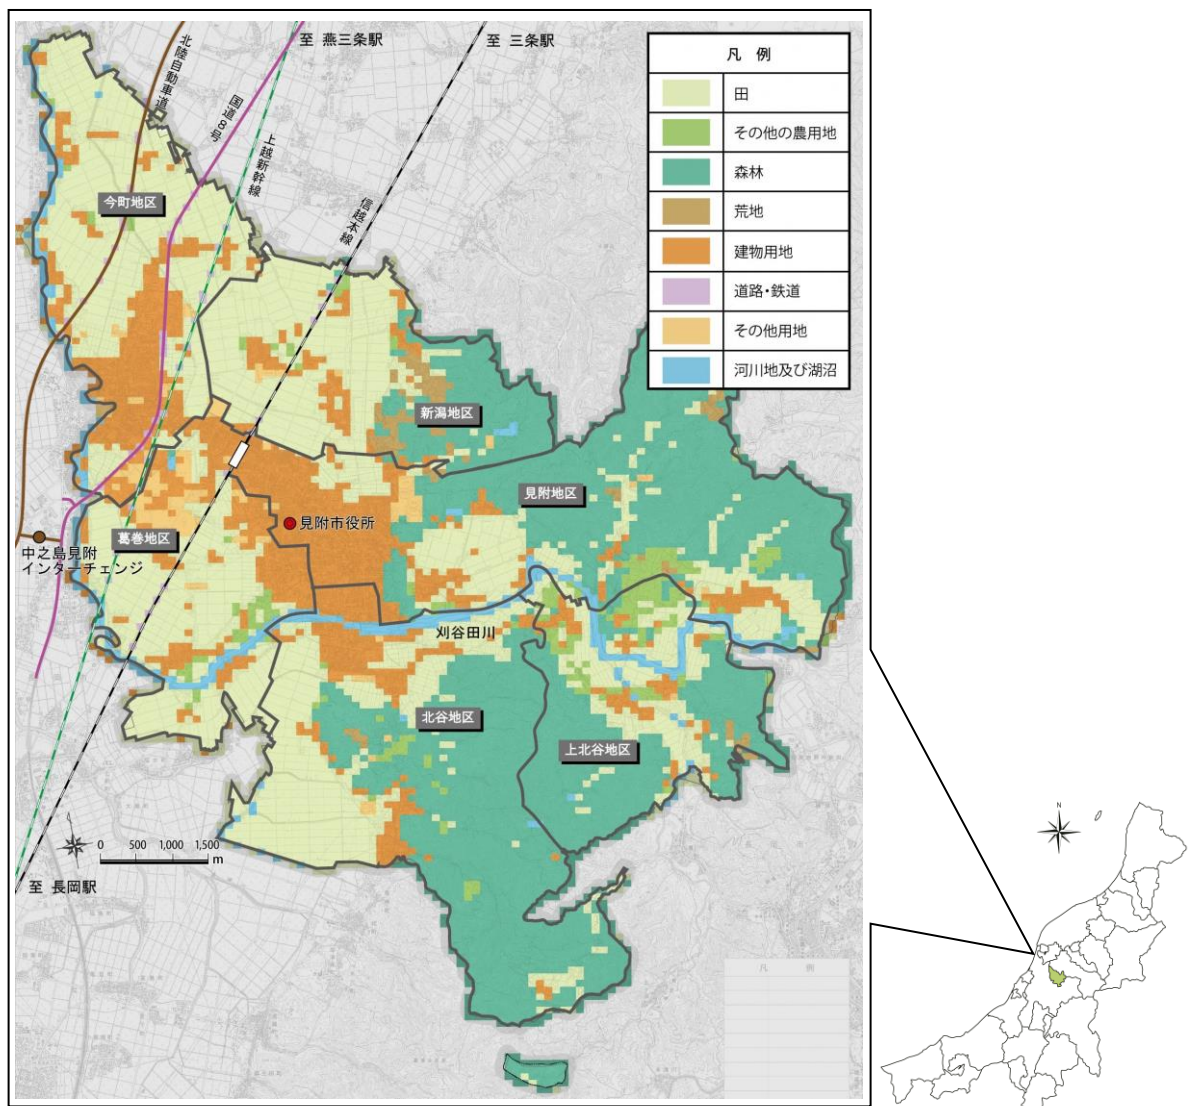 至 燕三条駅
至 三条駅
北陸自動車道
国道8号
上越新幹線
信越本線
凡 例
田
その他の農用地
森林
荒地
建物用地
道路・鉄道
その他用地
河川地及び湖沼
今町地区
新潟地区
見附地区
見附市役所
葛巻地区
中之島見附
インターチェンジ
刈谷田川
北谷地区
上北谷地区
0 500 1,000 1,500
m
至 長岡駅
凡 例
N